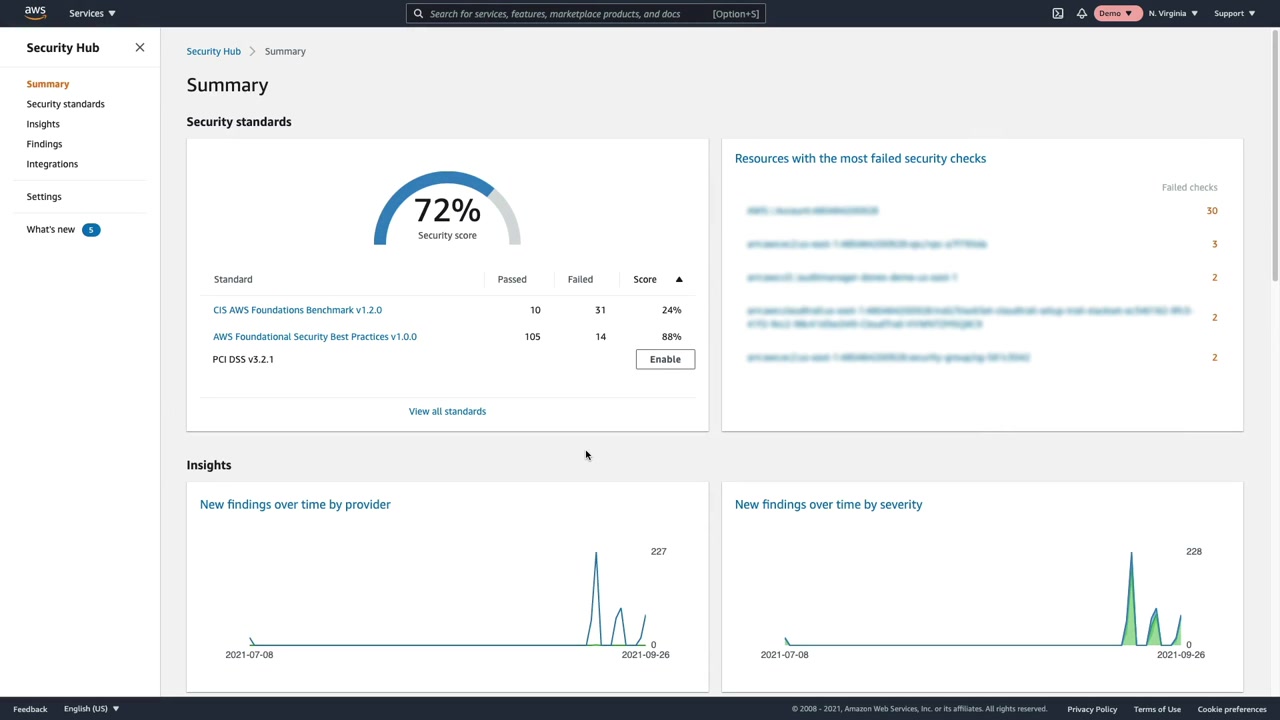 aws
Services
Search for services, features, marketplace products, and docs [Option+S]
Demo
N. Virginia
Support
Security Hub
Summary
Security standards
Insights
Findings
Integrations
Settings
What's new 5
Security Hub
Summary
Summary
Security standards
72%
Security score
Standard Passed Failed Score
CIS AWS Foundations Benchmark v1.2.0 10 31 24%
AWS Foundational Security Best Practices v1.0.0 105 14 88%
PCI DSS v3.2.1 Enable
View all standards
Resources with the most failed security checks
Failed checks
30
3
2
2
2
Insights
New findings over time by provider
227
0
2021-07-08 2021-09-26
New findings over time by severity
228
0
2021-07-08 2021-09-26
Feedback
English (US)
© 2008 - 2021, Amazon Web Services, Inc. or its affiliates. All rights reserved.
Privacy Policy
Terms of Use
Cookie preferences